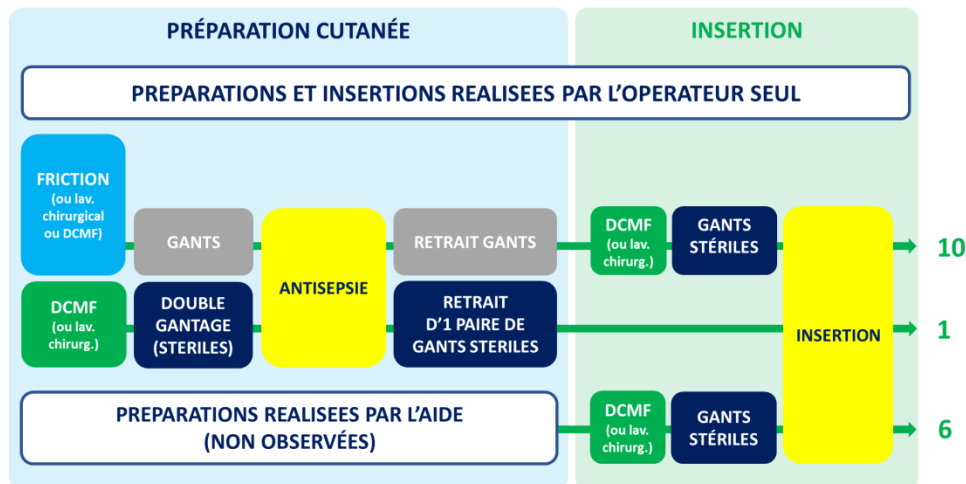 PRÉPARATION CUTANÉE
INSERTION
PREPARATIONS ET INSERTIONS REALISEES PAR L'OPERATEUR SEUL
FRICTION
(ou lav.
chirurgical
ou DCMF)
GANTS
ANTISEPSIE
RETRAIT GANTS
DCMF
(ou lav.
chirurg.)
GANTS
STÉRILES
INSERTION
10
DCMF
(ou lav.
chirurg.)
DOUBLE
GANTAGE
(STERILES)
RETRAIT
D'1 PAIRE DE
GANTS STERILES
1
PREPARATIONS REALISEES PAR L'AIDE
(NON OBSERVÉES)
DCMF
(ou lav.
chirurg.)
GANTS
STÉRILES
6